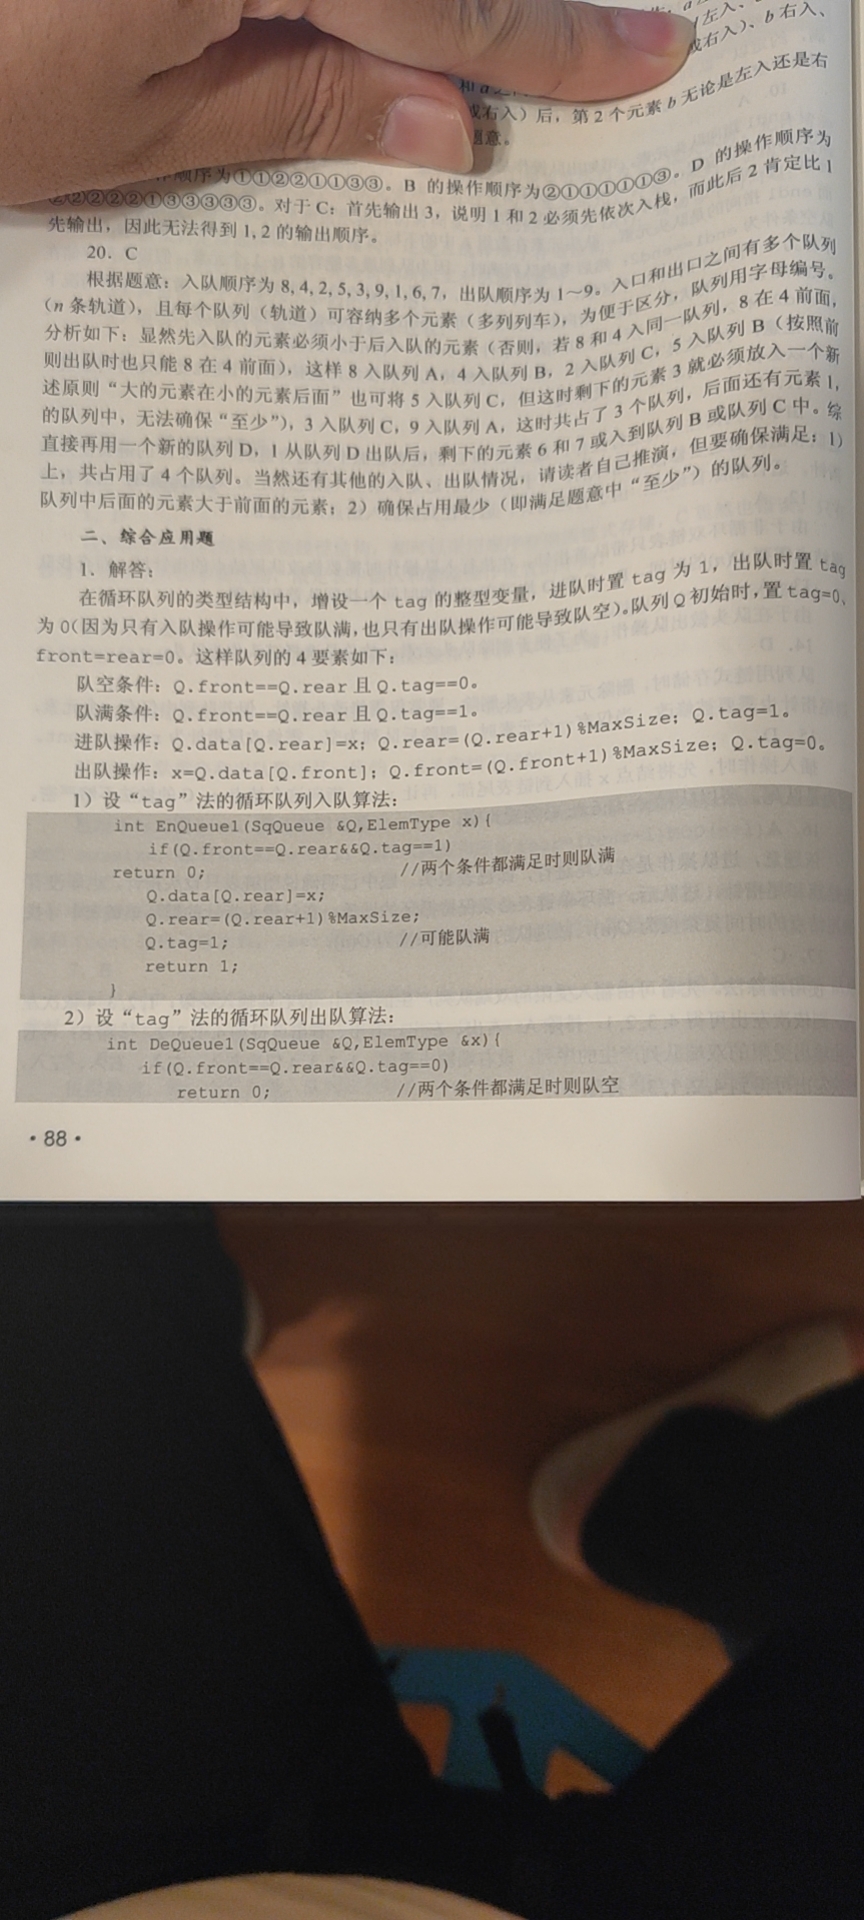 左入、
或右入）、b 右入、
或右入）后，第 2 个元素 b 无论是左入还是右
题意。
作顺序为①①②②①①③③。B 的操作顺序为②①①①①①③。D 的操作顺序为
②②②②②①③③③③③。对于 C：首先输出 3，说明 1 和 2 必须先依次入栈，而此后 2 肯定比 1
先输出，因此无法得到 1, 2 的输出顺序。
20．C
根据题意：入队顺序为 8, 4, 2, 5, 3, 9, 1, 6, 7，出队顺序为 1～9。入口和出口之间有多个队列
（n 条轨道），且每个队列（轨道）可容纳多个元素（多列列车），为便于区分，队列用字母编号。
分析如下：显然先入队的元素必须小于后入队的元素（否则，若 8 和 4 入同一队列，8 在 4 前面，
则出队时也只能 8 在 4 前面），这样 8 入队列 A，4 入队列 B，2 入队列 C，5 入队列 B（按照前
述原则“大的元素在小的元素后面”也可将 5 入队列 C，但这时剩下的元素 3 就必须放入一个新
的队列中，无法确保“至少”），3 入队列 C，9 入队列 A，这时共占了 3 个队列，后面还有元素 1，
直接再用一个新的队列 D，1 从队列 D 出队后，剩下的元素 6 和 7 或入到队列 B 或队列 C 中。综
上，共占用了 4 个队列。当然还有其他的入队、出队情况，请读者自己推演，但要确保满足：1）
队列中后面的元素大于前面的元素；2）确保占用最少（即满足题意中“至少”）的队列。
二、综合应用题
1．解答：
在循环队列的类型结构中，增设一个 tag 的整型变量，进队时置 tag 为 1，出队时置 tag
为 0（因为只有入队操作可能导致队满，也只有出队操作可能导致队空）。队列 Q 初始时，置 tag=0、
front=rear=0。这样队列的 4 要素如下：
队空条件：Q.front==Q.rear 且 Q.tag==0。
队满条件：Q.front==Q.rear 且 Q.tag==1。
进队操作：Q.data[Q.rear]=x；Q.rear=(Q.rear+1)%MaxSize；Q.tag=1。
出队操作：x=Q.data[Q.front]；Q.front=(Q.front+1)%MaxSize；Q.tag=0。
1）设“tag”法的循环队列入队算法：
int EnQueue1(SqQueue &Q,ElemType x){
if(Q.front==Q.rear&&Q.tag==1)
return 0; //两个条件都满足时则队满
Q.data[Q.rear]=x;
Q.rear=(Q.rear+1)%MaxSize;
Q.tag=1; //可能队满
return 1;
}
2）设“tag”法的循环队列出队算法：
int DeQueue1(SqQueue &Q,ElemType &x){
if(Q.front==Q.rear&&Q.tag==0)
return 0; //两个条件都满足时则队空
·88·